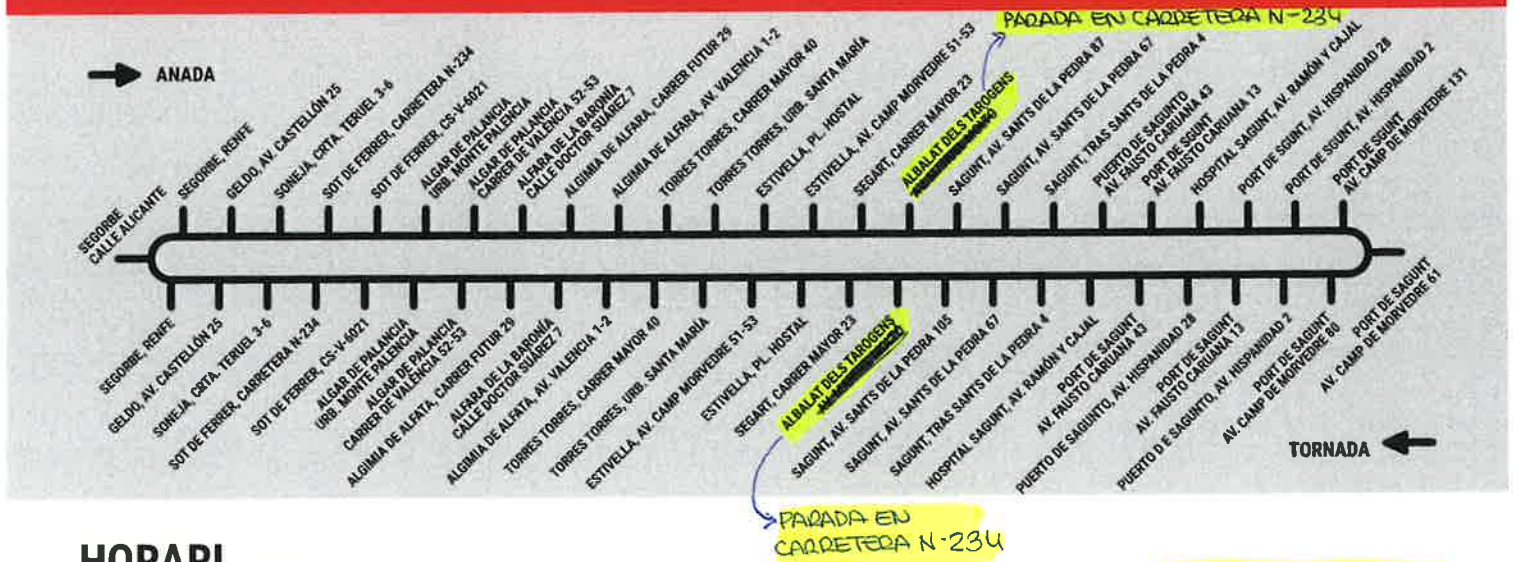 PARADA EN CARRETERA N-234
ANADA
SEGORBE
CALLE ALICANTE
SEGORBE, RENFE
GELDO, AV. CASTELLÓN 25
SONEJA, CRTA. TERUEL 3-6
SOT DE FERRER, CARRETERA N-234
SOT DE FERRER, CS-V-6021
ALGAR DE PALANCIA
URB. MONTE PALENCIA
ALGAR DE PALANCIA
CARRER DE VALENCIA 52-53
ALFARA DE LA BARONÍA
CALLE DOCTOR SUÁREZ 7
ALGIMIA DE ALFARA, CARRER FUTUR 29
ALGIMIA DE ALFARA, AV. VALENCIA 1-2
TORRES TORRES, CARRER MAYOR 40
TORRES TORRES, URB. SANTA MARÍA
ESTIVELLA, PL. HOSTAL
ESTIVELLA, AV. CAMP MORVEDRE 51-53
SEGART, CARRER MAYOR 23
ALBALAT DELS TAROGENS
SAGUNT, AV. SANTS DE LA PEDRA 87
SAGUNT, AV. SANTS DE LA PEDRA 67
SAGUNT, TRAS SANTS DE LA PEDRA 4
PUERTO DE SAGUNTO
AV. FAUSTO CARUANA 43
PORT DE SGUNT
AV. FAUSTO CARUANA 13
HOSPITAL SAGUNT, AV. RAMÓN Y CAJAL
PORT DE SGUNT, AV. HISPANIDAD 28
PORT DE SGUNT, AV. HISPANIDAD 2
PORT DE SGUNT
AV. CAMP DE MORVEDRE 131
SEGORBE, RENFE
GELDO, AV. CASTELLÓN 25
SONEJA, CRTA. TERUEL 3-6
SOT DE FERRER, CARRETERA N-234
SOT DE FERRER, CS-V-6021
ALGAR DE PALANCIA
URB. MONTE PALENCIA
ALGAR DE PALANCIA
CARRER DE VALENCIA 52-53
ALGIMIA DE ALFATA, CARRER FUTUR 29
ALFARA DE LA BARONÍA
CALLE DOCTOR SUÁREZ 7
ALGIMIA DE ALFATA, AV. VALENCIA 1-2
TORRES TORRES, CARRER MAYOR 40
TORRES TORRES, URB. SANTA MARÍA
ESTIVELLA, AV. CAMP MORVEDRE 51-53
ESTIVELLA, PL. HOSTAL
SEGART, CARRER MAYOR 23
ALBALAT DELS TAROGENS
SAGUNT, AV. SANTS DE LA PEDRA 105
SAGUNT, AV. SANTS DE LA PEDRA 67
SAGUNT, TRAS SANTS DE LA PEDRA 4
HOSPITAL SAGUNT, AV. RAMÓN Y CAJAL
PORT DE SAGUNT
AV. FAUSTO CARUANA 43
PUERTO DE SAGUNTO, AV. HISPANIDAD 28
PORT DE SAGUNT
AV. FAUSTO CARUANA 13
PUERTO D E SAGUNTO, AV. HISPANIDAD 2
PORT DE SAGUNT
AV. CAMP DE MORVEDRE 80
PORT DE SAGUNT
AV. CAMP DE MORVEDRE 61
TORNADA
PARADA EN
CARRETERA N-234
HORARI